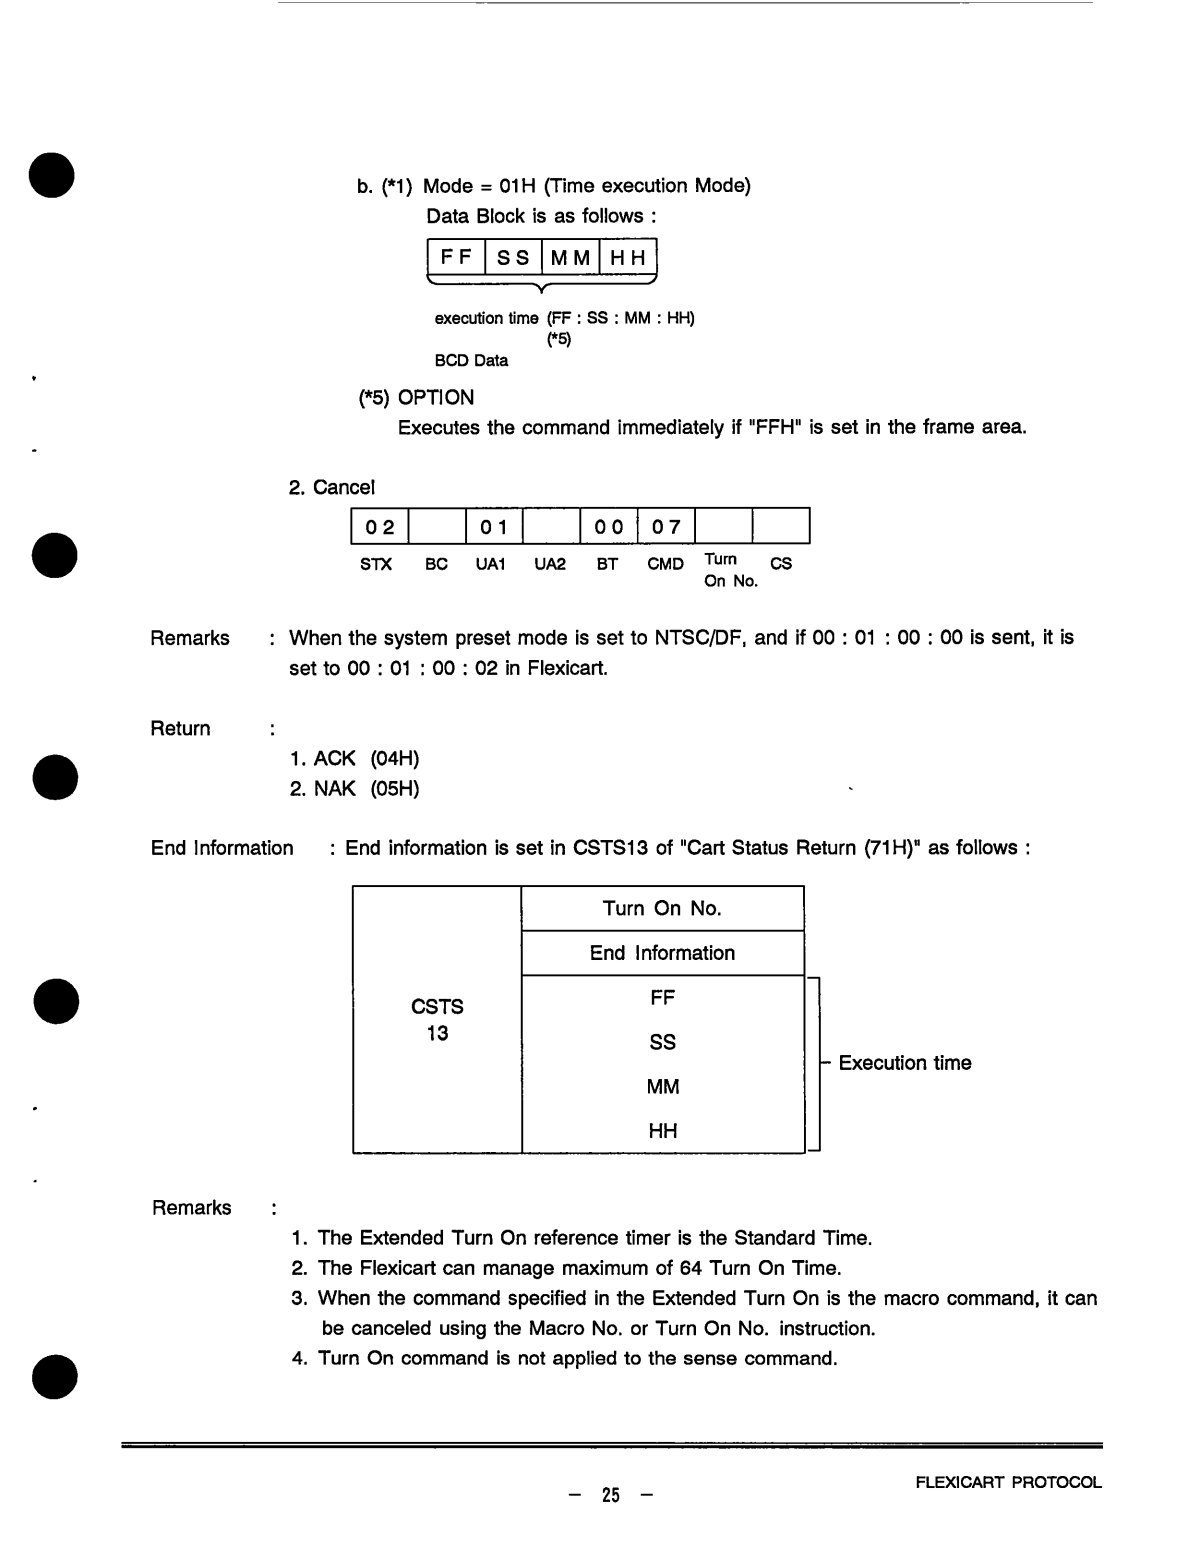 b. (*1) Mode = 01H (Time execution Mode)
Data Block is as follows :
FF SS MM HH
execution time (FF : SS : MM : HH)
(*5)
BCD Data
(*5) OPTION
Executes the command immediately if "FFH" is set in the frame area.
2. Cancel
02 01 00 07
STX BC UA1 UA2 BT CMD Turn On No. CS
Remarks : When the system preset mode is set to NTSC/DF, and if 00 : 01 : 00 : 00 is sent, it is
set to 00 : 01 : 00 : 02 in Flexicart.
Return :
1. ACK (04H)
2. NAK (05H)
End Information : End information is set in CSTS13 of "Cart Status Return (71H)" as follows :
Turn On No.
End Information
CSTS
13
FF
SS
MM
HH
Execution time
Remarks :
1. The Extended Turn On reference timer is the Standard Time.
2. The Flexicart can manage maximum of 64 Turn On Time.
3. When the command specified in the Extended Turn On is the macro command, it can
be canceled using the Macro No. or Turn On No. instruction.
4. Turn On command is not applied to the sense command.
FLEXICART PROTOCOL
– 25 –